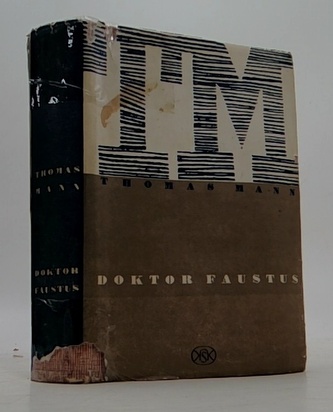 THOMAS
MANN
DOKTOR
FAUSTUS
TM
THOMAS MANN
DOKTOR FAUSTUS